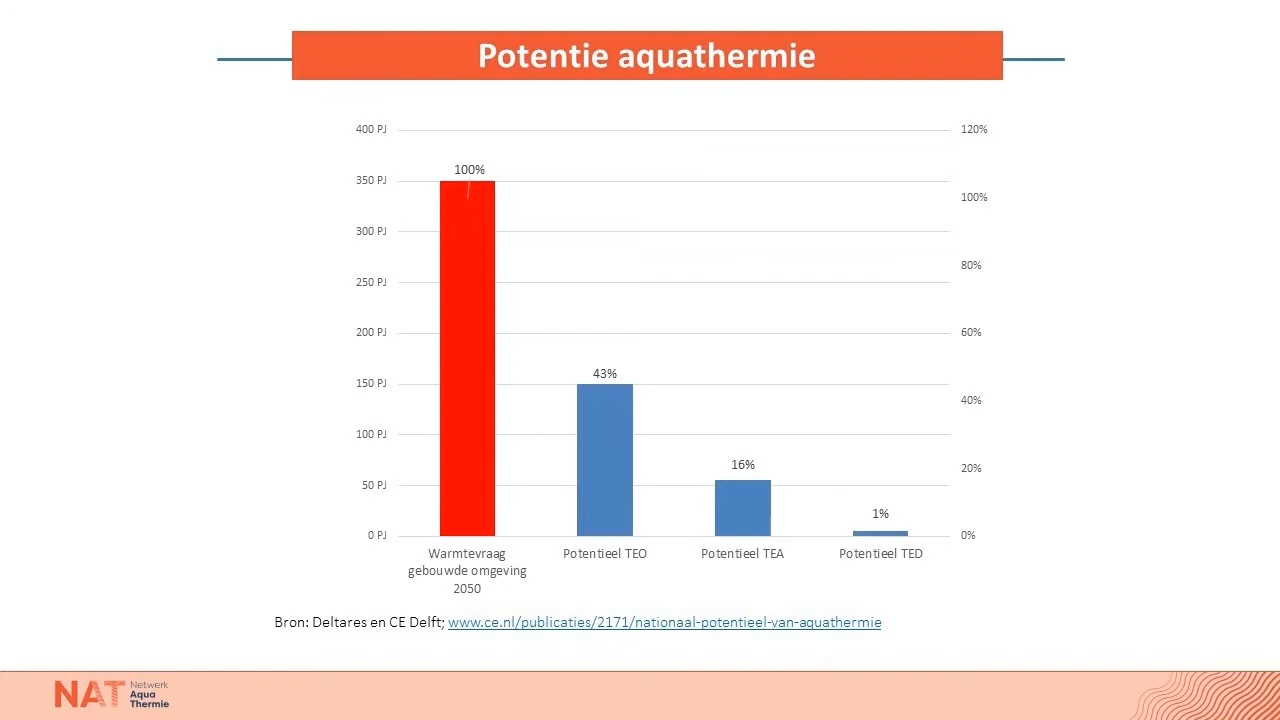 Potentie aquathermie
400 PJ
350 PJ
300 PJ
250 PJ
200 PJ
150 PJ
100 PJ
50 PJ
0 PJ
120%
100%
80%
60%
40%
20%
0%
100%
43%
16%
1%
Warmtevraag
gebouwde omgeving
2050
Potentieel TEO
Potentieel TEA
Potentieel TED
Bron: Deltares en CE Delft; www.ce.nl/publicaties/2171/nationaal-potentieel-van-aquathermie
NAT
Netwerk
Aqua
Thermie